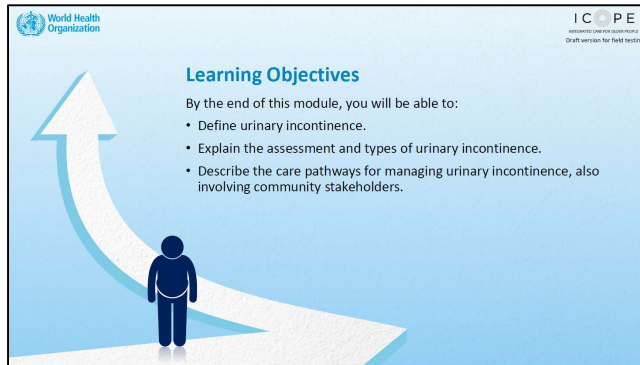 World Health
Organization
ICOPE
INTEGRATED CARE FOR OLDER PEOPLE
Draft version for field testin
Learning Objectives
By the end of this module, you will be able to:
• Define urinary incontinence.
• Explain the assessment and types of urinary incontinence.
• Describe the care pathways for managing urinary incontinence, also
involving community stakeholders.